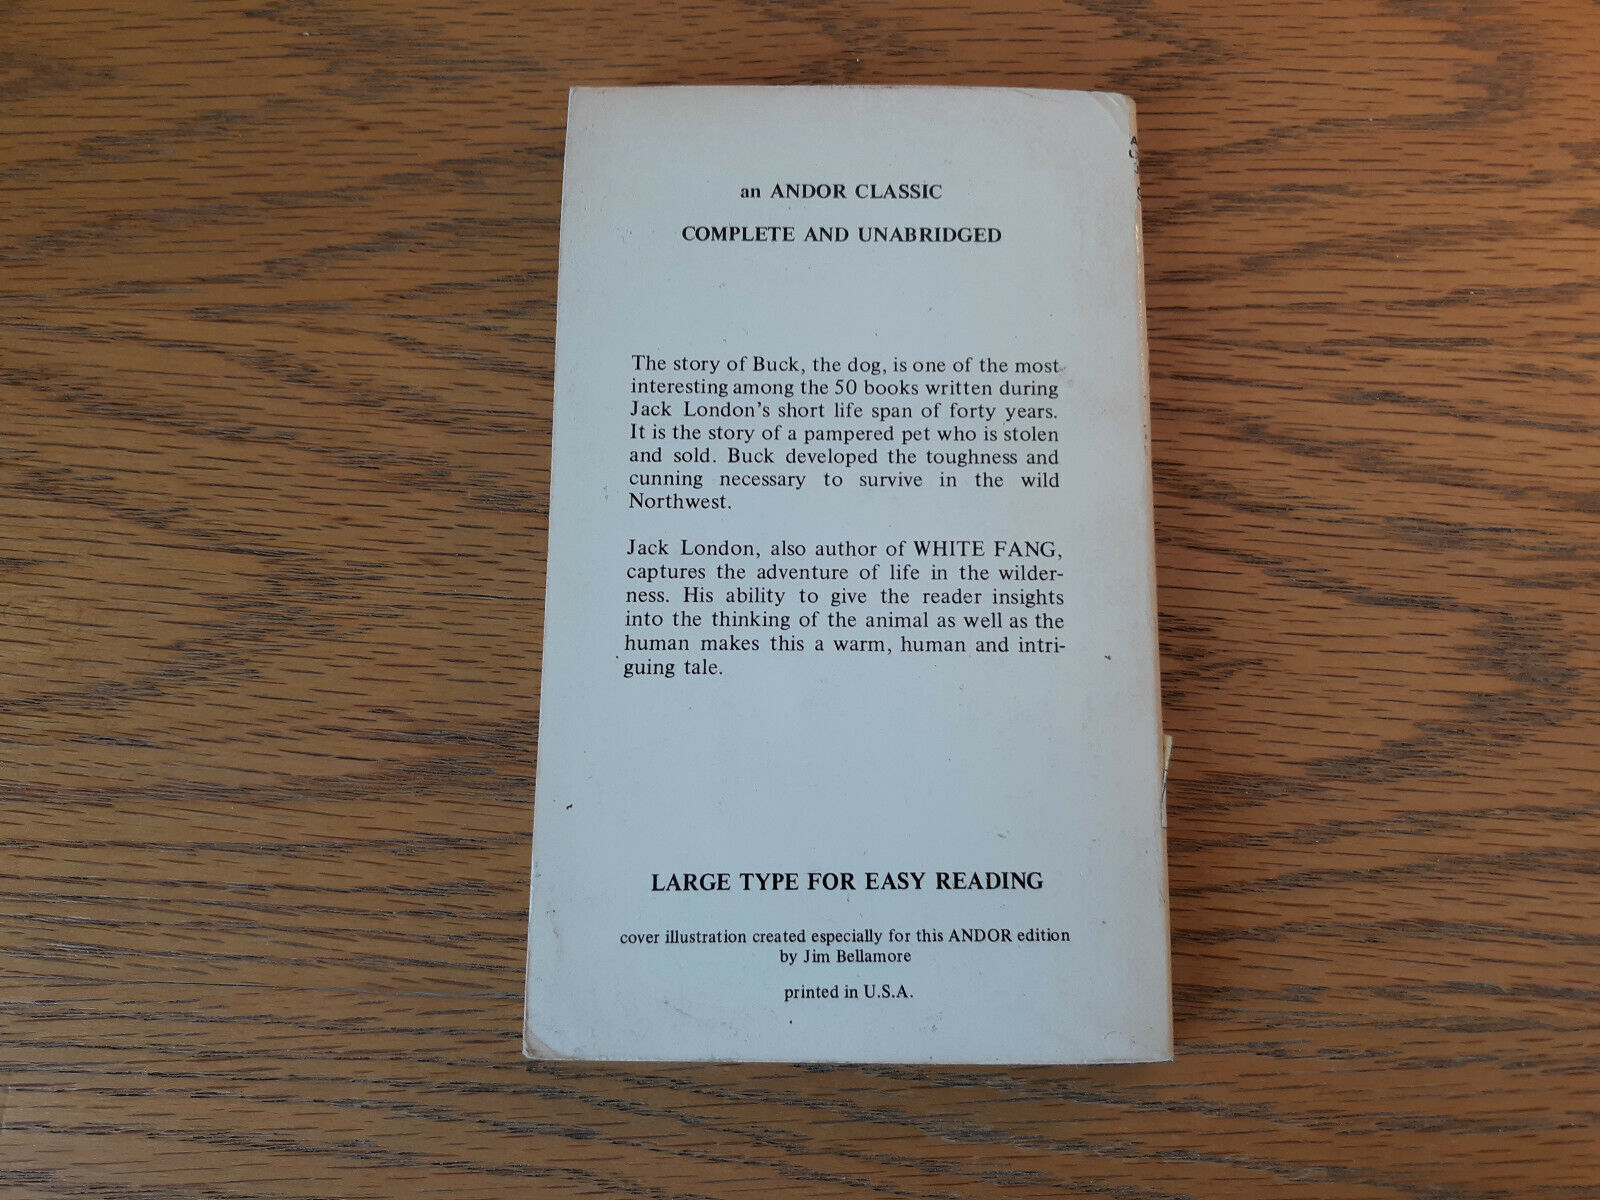 an ANDOR CLASSIC
COMPLETE AND UNABRIDGED
The story of Buck, the dog, is one of the most
interesting among the 50 books written during
Jack London's short life span of forty years.
It is the story of a pampered pet who is stolen
and sold. Buck developed the toughness and
cunning necessary to survive in the wild
Northwest.
Jack London, also author of WHITE FANG,
captures the adventure of life in the wilder-
ness. His ability to give the reader insights
into the thinking of the animal as well as the
human makes this a warm, human and intri-
guing tale.
LARGE TYPE FOR EASY READING
cover illustration created especially for this ANDOR edition
by Jim Bellamore
printed in U.S.A.